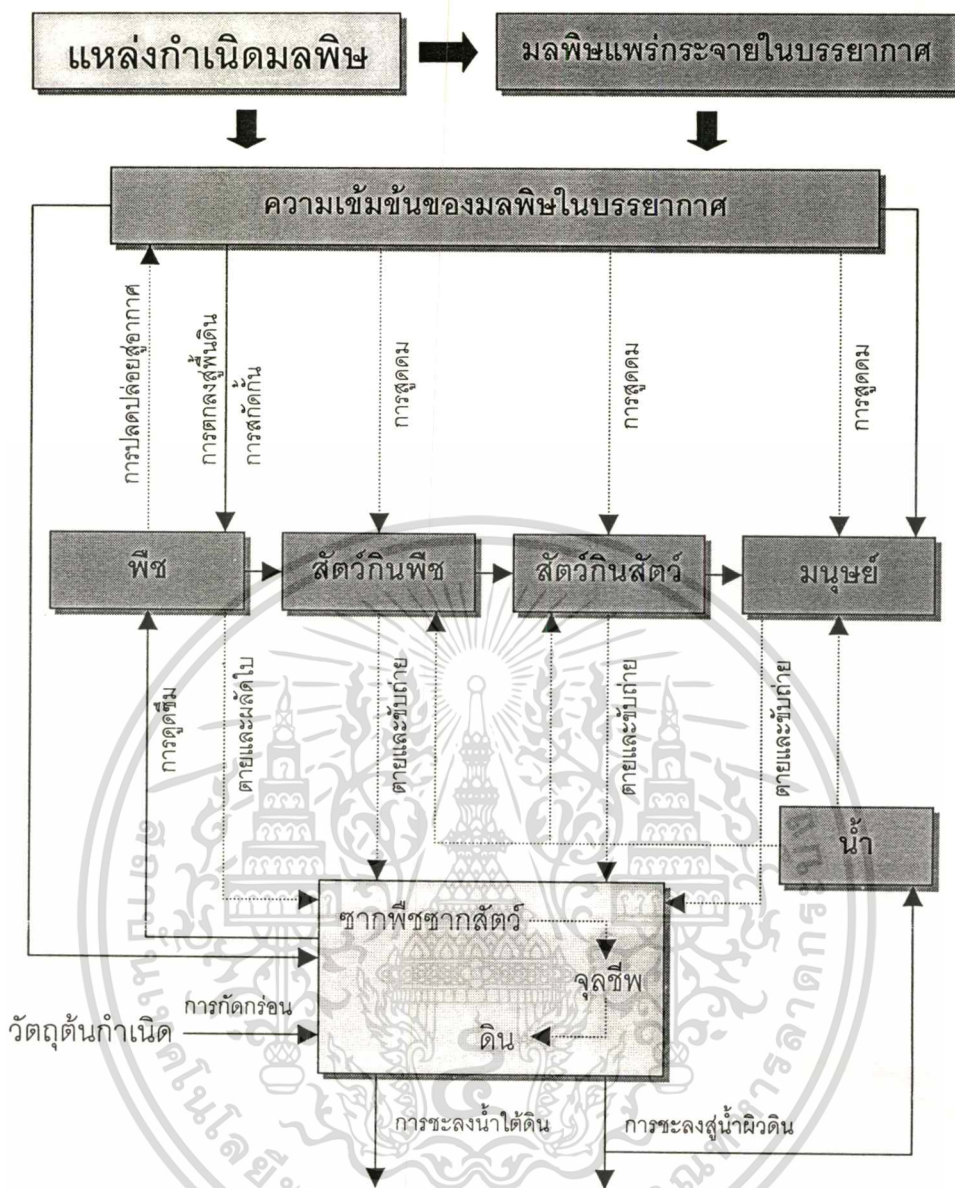 แหล่งกำเนิดมลพิษ
มลพิษแพร่กระจายในบรรยากาศ
ความเข้มข้นของมลพิษในบรรยากาศ
การปลดปล่อยสู่อากาศ
การตกลงสู่พื้นดิน
การสกัดกั้น
การสูดดม
การสูดดม
การสูดดม
พืช
สัตว์กินพืช
สัตว์กินสัตว์
มนุษย์
การดูดซึม
ตายและผลัดใบ
ตายและขับถ่าย
ตายและขับถ่าย
ตายและขับถ่าย
น้ำ
ซากพืชซากสัตว์
จุลชีพ
ดิน
วัตถุต้นกำเนิด
การกัดกร่อน
การชะลงน้ำใต้ดิน
การชะลงสู่น้ำผิวดิน